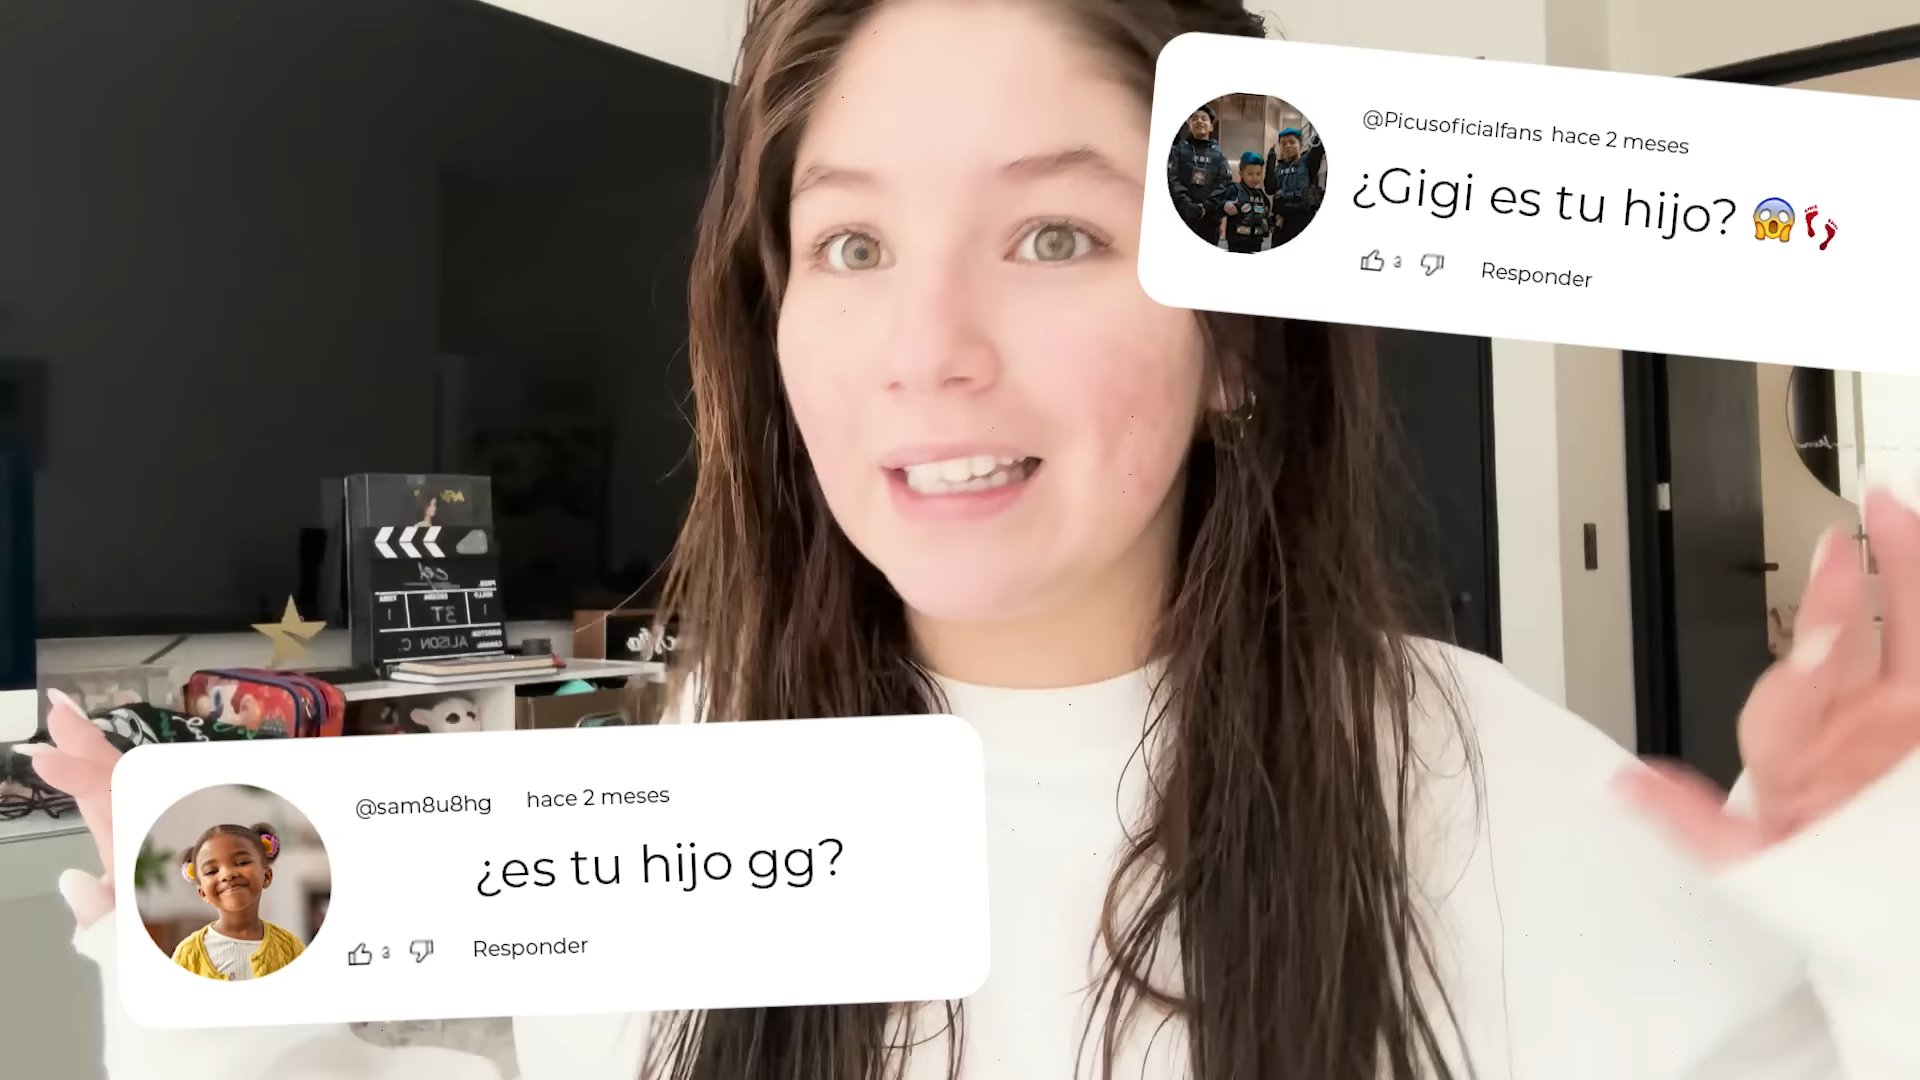 @Picusoficialfans hace 2 meses
¿Gigi es tu hijo? 😱👣
3 Responder
@sam8u8hg hace 2 meses
¿es tu hijo gg?
3 Responder
ALISON C.